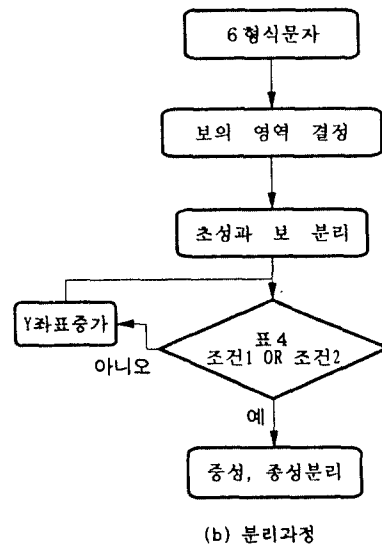 6형식문자
보의 영역 결정
초성과 보 분리
Y좌표증가
표4
조건1 OR 조건2
아니오
예
중성, 종성분리
(b) 분리과정